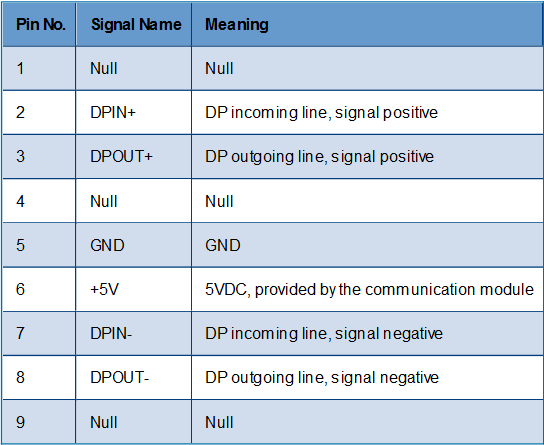 Pin No. Signal Name Meaning
1 Null Null
2 DPIN+ DP incoming line, signal positive
3 DPOUT+ DP outgoing line, signal positive
4 Null Null
5 GND GND
6 +5V 5VDC, provided by the communication module
7 DPIN- DP incoming line, signal negative
8 DPOUT- DP outgoing line, signal negative
9 Null Null